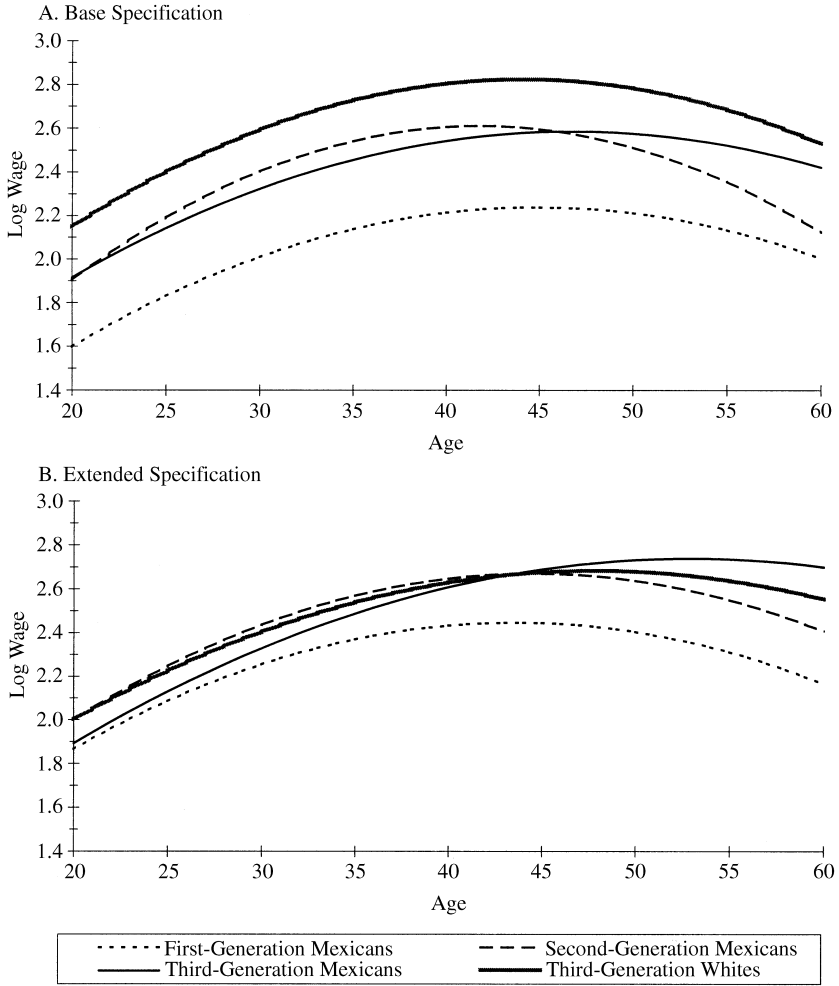 A. Base Specification
3.0
2.8
2.6
2.4
2.2
2.0
1.8
1.6
1.4
Log Wage
20 25 30 35 40 45 50 55 60
Age
B. Extended Specification
3.0
2.8
2.6
2.4
2.2
2.0
1.8
1.6
1.4
Log Wage
20 25 30 35 40 45 50 55 60
Age
First-Generation Mexicans Second-Generation Mexicans
Third-Generation Mexicans Third-Generation Whites